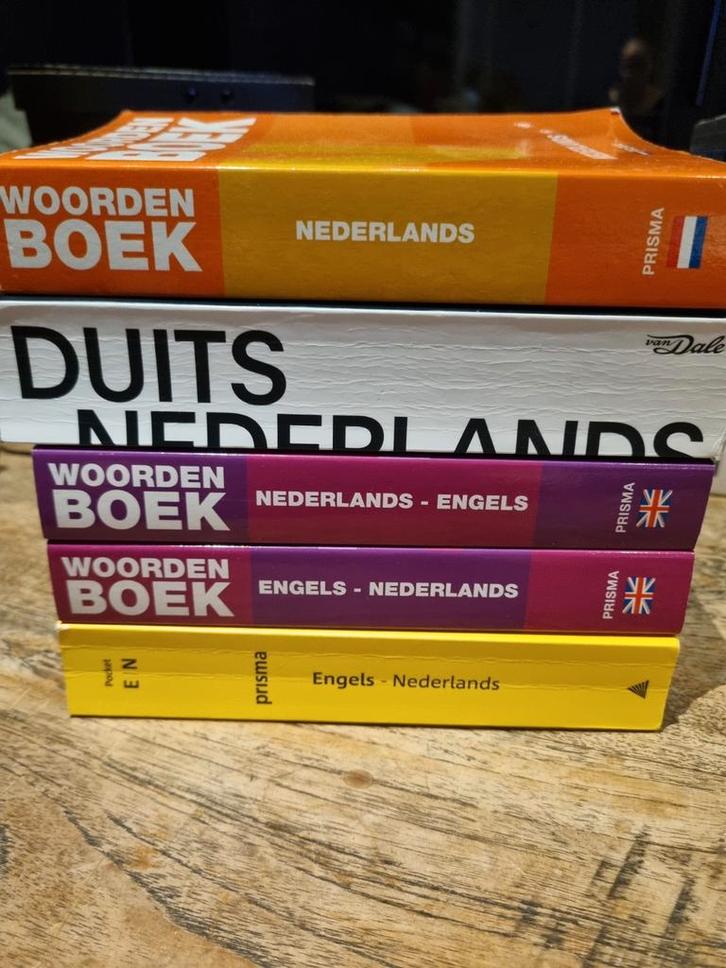 WOORDEN
BOEK
WOORDEN
BOEK
NEDERLANDS
PRISMA
DUITS
NEDERLANDS
van Dale
WOORDEN
BOEK
NEDERLANDS - ENGELS
PRISMA
WOORDEN
BOEK
ENGELS - NEDERLANDS
PRISMA
Pocket
E N
prisma
Engels - Nederlands